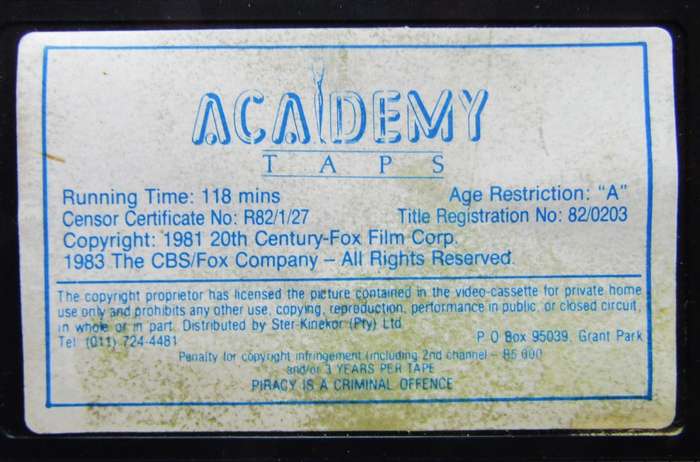 ACADEMY
TAPS
Running Time: 118 mins Age Restriction: "A"
Censor Certificate No: R82/1/27 Title Registration No: 82/0203
Copyright: 1981 20th Century-Fox Film Corp.
1983 The CBS/Fox Company – All Rights Reserved.
The copyright proprietor has licensed the picture contained in the video-cassette for private home
use only and prohibits any other use, copying, reproduction, performance in public, or closed circuit,
in whole or in part. Distributed by Ster-Kinekor (Pty) Ltd.
Tel: (011) 724-4481 P O Box 95039, Grant Park
Penalty for copyright infringement (including 2nd channel –
and/or 3 YEARS PER TAPE
PIRACY IS A CRIMINAL OFFENCE